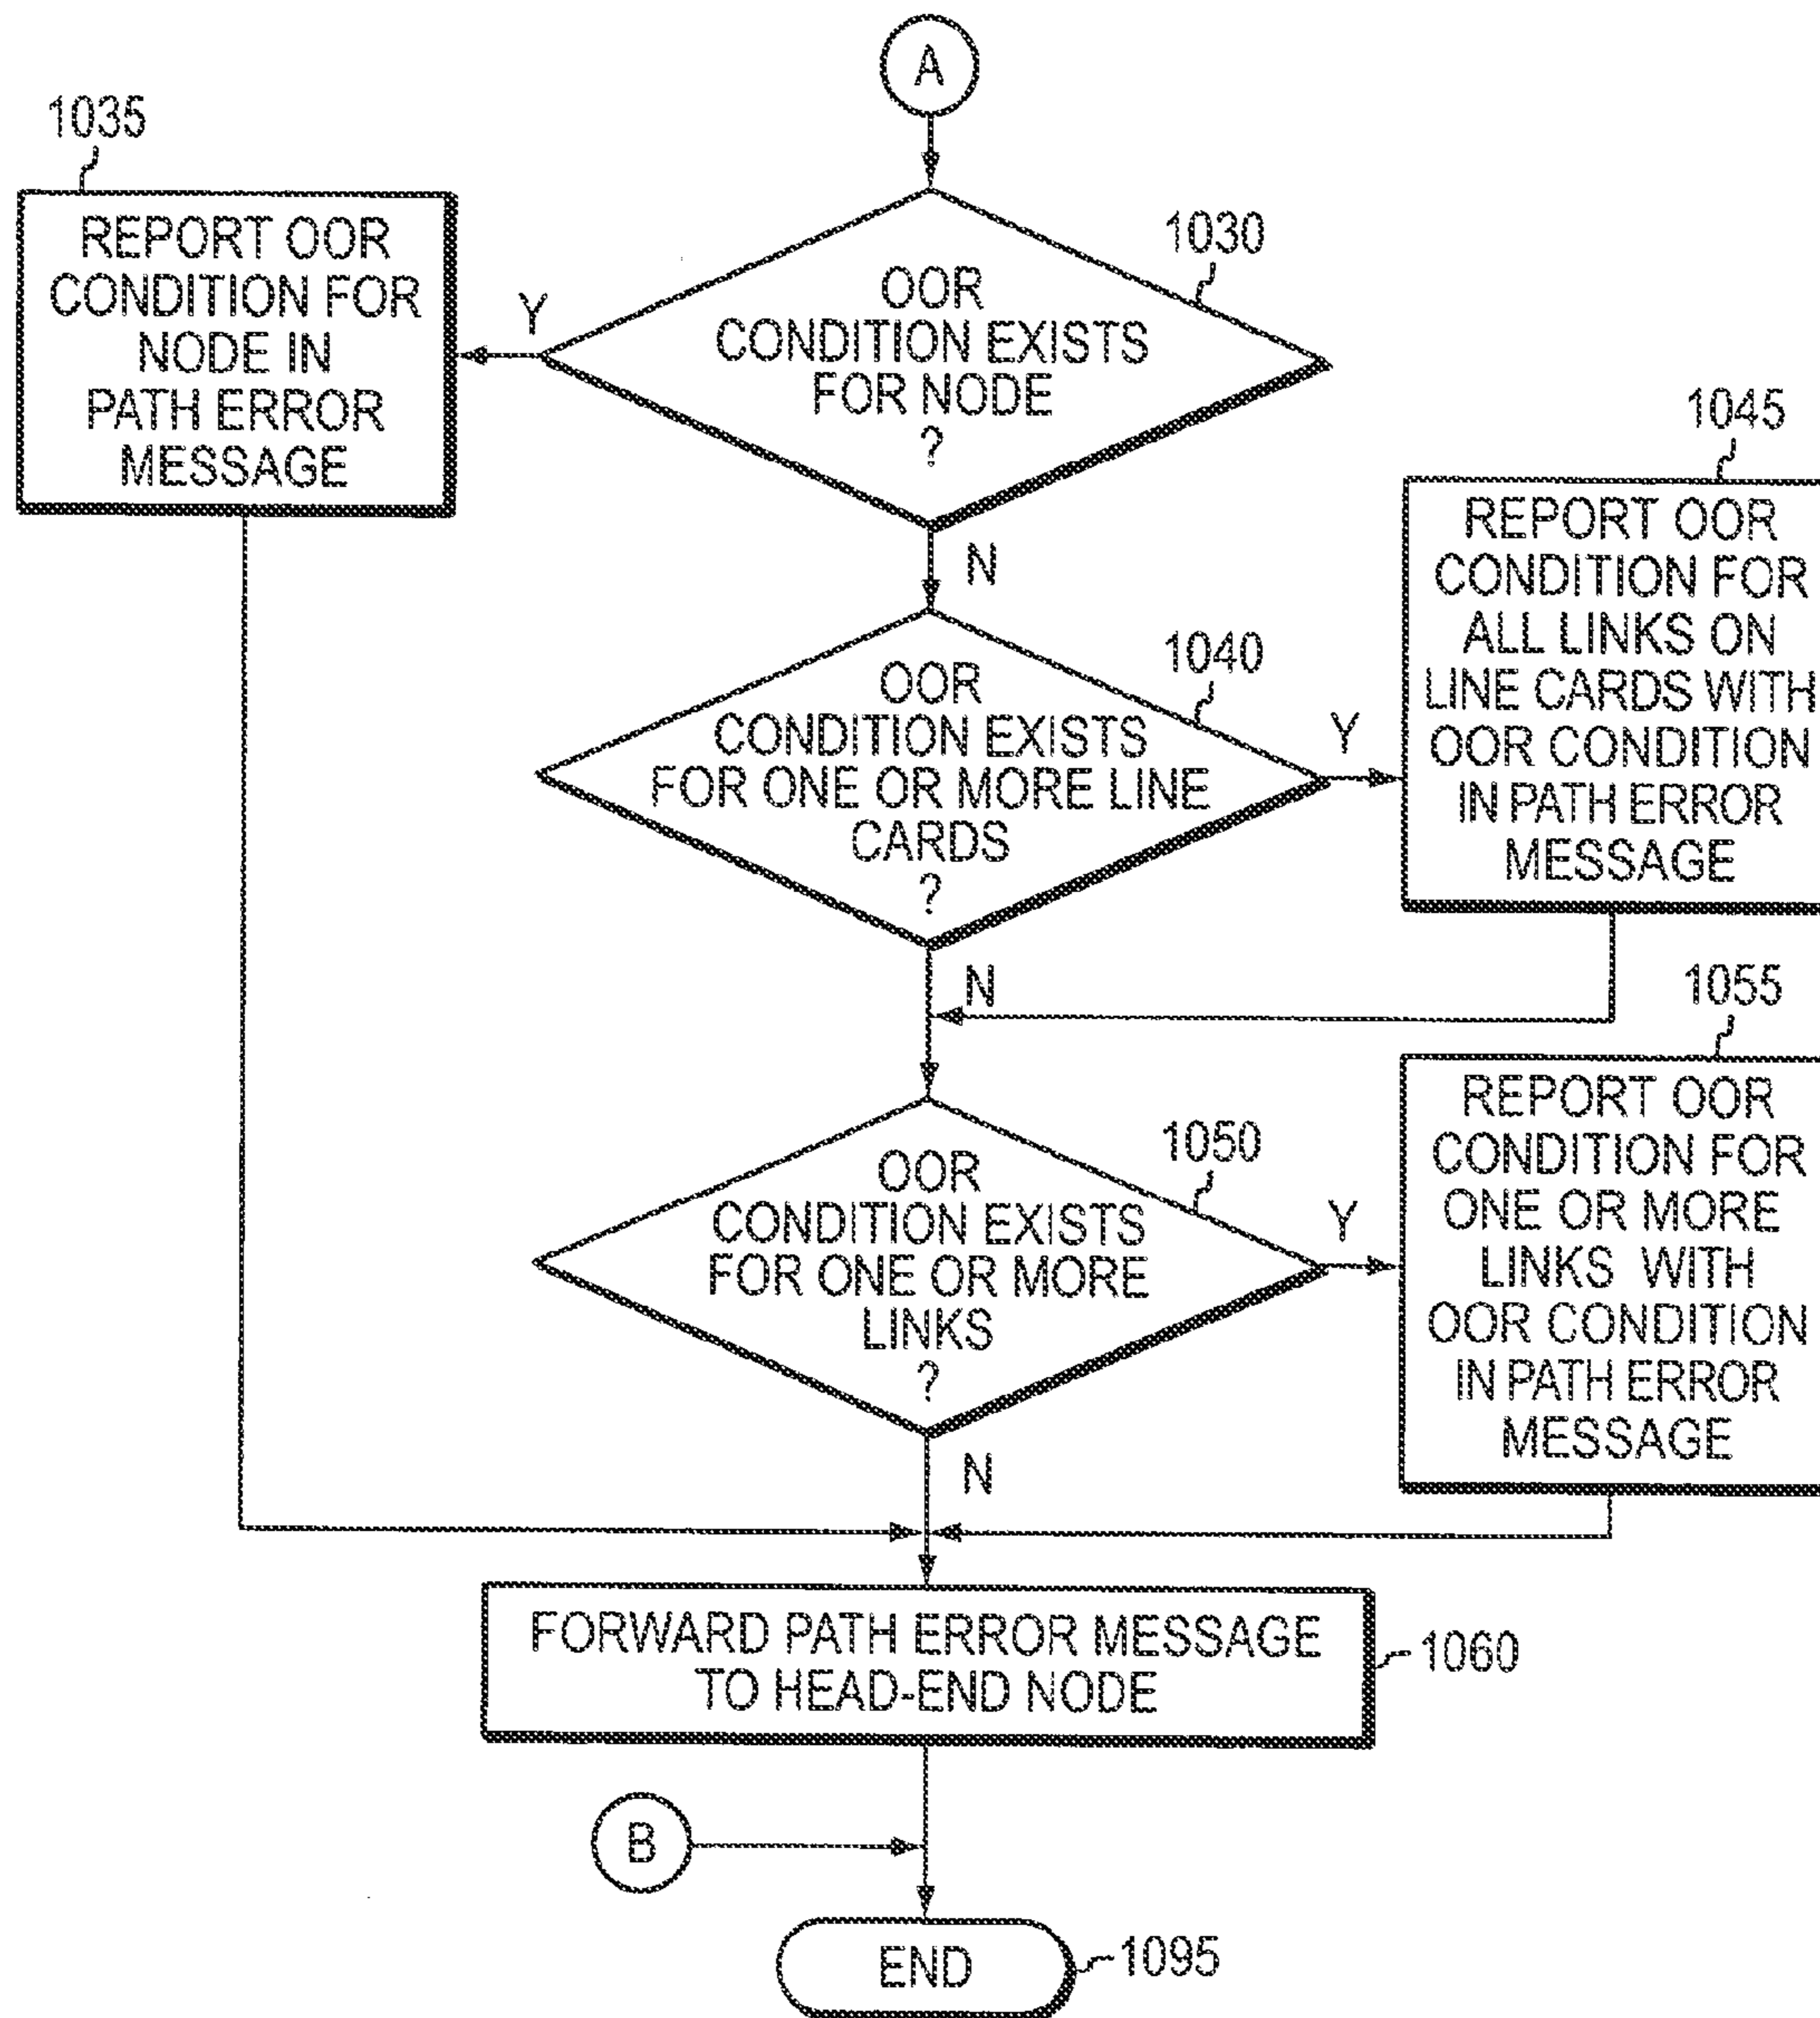 A
1035
REPORT OOR
CONDITION FOR
NODE IN
PATH ERROR
MESSAGE
1030
OOR
CONDITION EXISTS
FOR NODE
?
Y
N
1040
OOR
CONDITION EXISTS
FOR ONE OR MORE LINE
CARDS
?
Y
N
1045
REPORT OOR
CONDITION FOR
ALL LINKS ON
LINE CARDS WITH
OOR CONDITION
IN PATH ERROR
MESSAGE
1050
OOR
CONDITION EXISTS
FOR ONE OR MORE
LINKS
?
Y
N
1055
REPORT OOR
CONDITION FOR
ONE OR MORE
LINKS WITH
OOR CONDITION
IN PATH ERROR
MESSAGE
FORWARD PATH ERROR MESSAGE
TO HEAD-END NODE
1060
B
END
1095